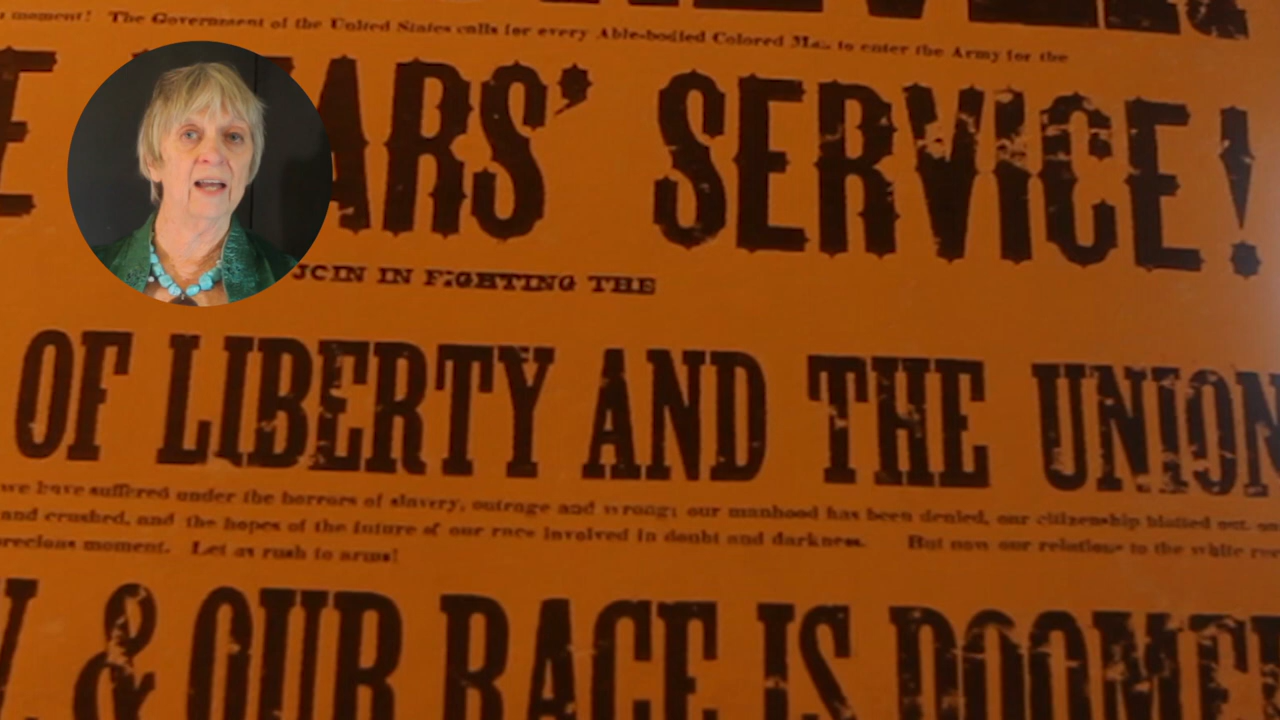 moment! The Government of the United States calls for every Able-bodied Colored Man to enter the Army for the
E ARS' SERVICE!
JOIN IN FIGHTING THE
OF LIBERTY AND THE UNION
we have suffered under the horrors of slavery, outrage and wrong; our manhood has been denied, our citizenship blotted out,
and crushed, and the hopes of the future of our race involved in doubt and darkness. But now our relations to the white
precious moment. Let us rush to arms!
& OUR RACE IS DOOME